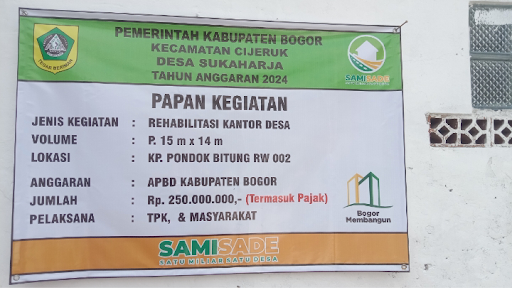 PEMERINTAH KABUPATEN BOGOR
KECAMATAN CIJERUK
DESA SUKAHARJA
TAHUN ANGGARAN 2024
TEGAR BERIMAN
SAMISADE
PAPAN KEGIATAN
JENIS KEGIATAN : REHABILITASI KANTOR DESA
VOLUME : P. 15 m x 14 m
LOKASI : KP. PONDOK BITUNG RW 002
ANGGARAN : APBD KABUPATEN BOGOR
JUMLAH : Rp. 250.000.000,- (Termasuk Pajak)
PELAKSANA : TPK, & MASYARAKAT
Bogor
Membangun
SAMISADE
SATU MILIAR SATU DESA